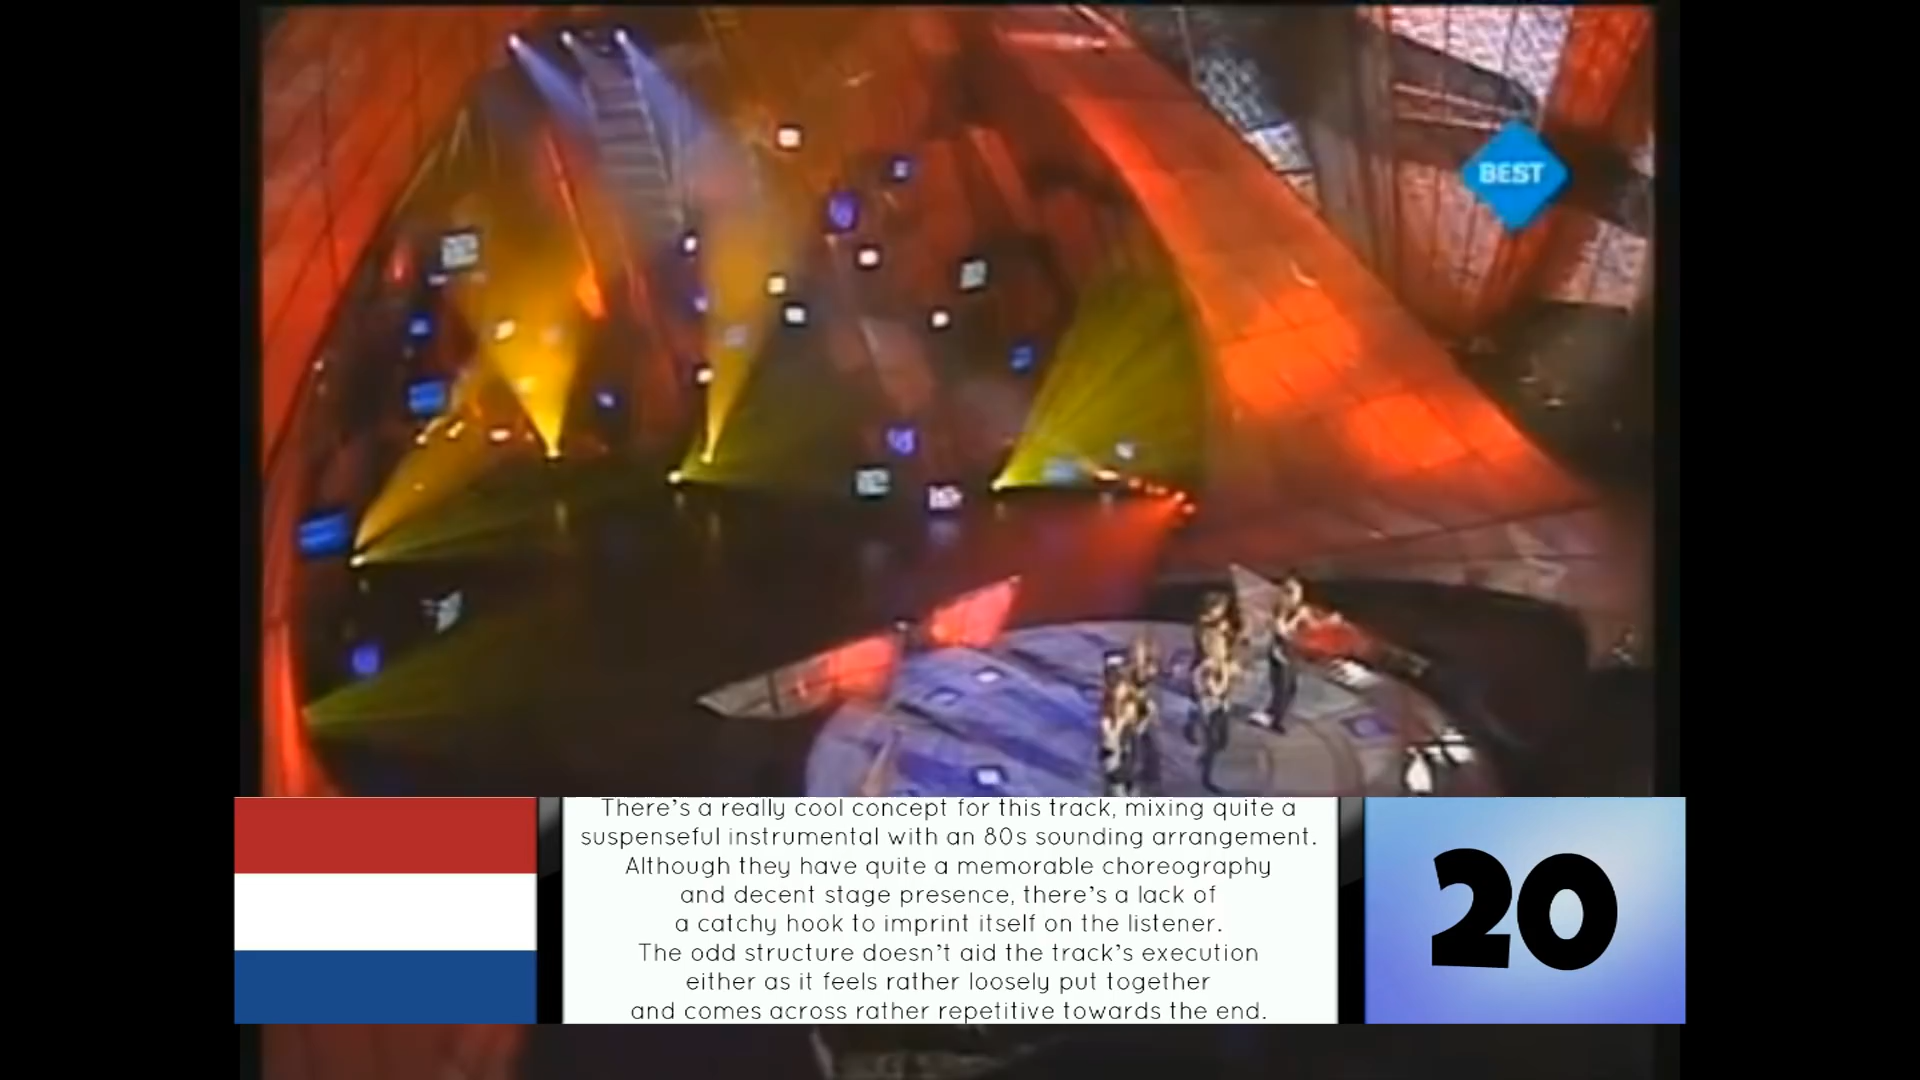 BEST
There's a really cool concept for this track, mixing quite a
suspenseful instrumental with an 80s sounding arrangement.
Although they have quite a memorable choreography
and decent stage presence, there's a lack of
a catchy hook to imprint itself on the listener.
The odd structure doesn't aid the track's execution
either as it feels rather loosely put together
and comes across rather repetitive towards the end.
20